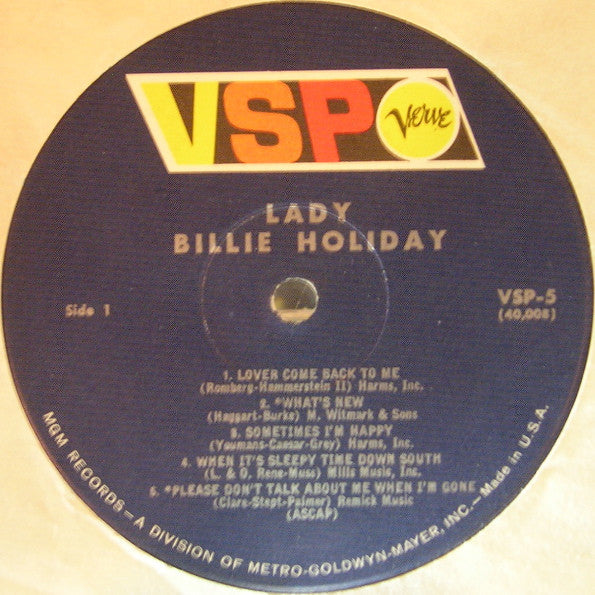 VSP Verve
LADY
BILLIE HOLIDAY
Side 1
VSP-5
(40,008)
1. LOVER COME BACK TO ME
(Romberg-Hammerstein II) Harms, Inc.
2. *WHAT'S NEW
(Haggart-Burke) M. Witmark & Sons
3. SOMETIMES I'M HAPPY
(Youmans-Caesar-Grey) Harms, Inc.
4. WHEN IT'S SLEEPY TIME DOWN SOUTH
(L. & O. Rene-Muse) Mills Music, Inc.
5. *PLEASE DON'T TALK ABOUT ME WHEN I'M GONE
(Clare-Stept-Palmer) Remick Music
(ASCAP)
MGM RECORDS—A DIVISION OF METRO-GOLDWYN-MAYER, INC.—Made in U.S.A.